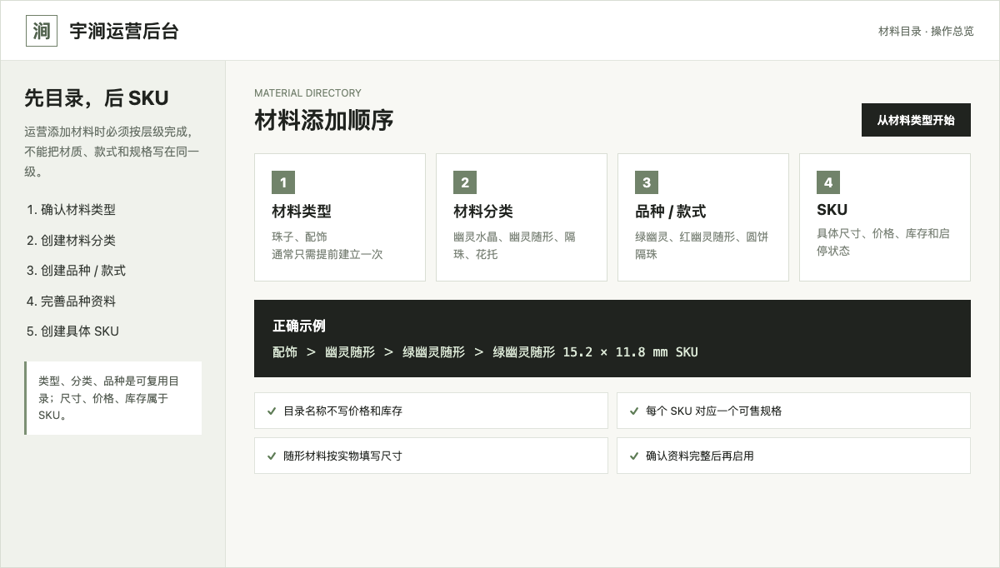 涧
宇涧运营后台
材料目录 · 操作总览
先目录，后 SKU
运营添加材料时必须按层级完成，
不能把材质、款式和规格写在同一
级。
1. 确认材料类型
2. 创建材料分类
3. 创建品种 / 款式
4. 完善品种资料
5. 创建具体 SKU
类型、分类、品种是可复用目
录；尺寸、价格、库存属于
SKU。
MATERIAL DIRECTORY
材料添加顺序
从材料类型开始
1
材料类型
珠子、配饰
通常只需提前建立一次
2
材料分类
幽灵水晶、幽灵随形、隔
珠、花托
3
品种 / 款式
绿幽灵、红幽灵随形、圆饼
隔珠
4
SKU
具体尺寸、价格、库存和启
停状态
正确示例
配饰 > 幽灵随形 > 绿幽灵随形 > 绿幽灵随形 15.2 × 11.8 mm SKU
✓ 目录名称不写价格和库存
✓ 每个 SKU 对应一个可售规格
✓ 随形材料按实物填写尺寸
✓ 确认资料完整后再启用